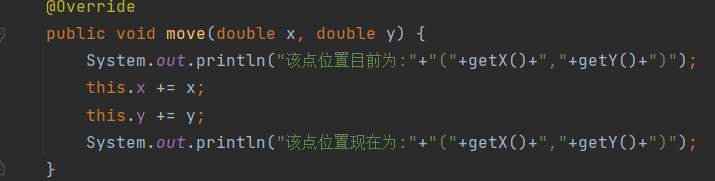 @Override
public void move(double x, double y) {
System.out.println("该点位置目前为:"+"("+getX()+","+getY()+")");
this.x += x;
this.y += y;
System.out.println("该点位置现在为:"+"("+getX()+","+getY()+")");
}